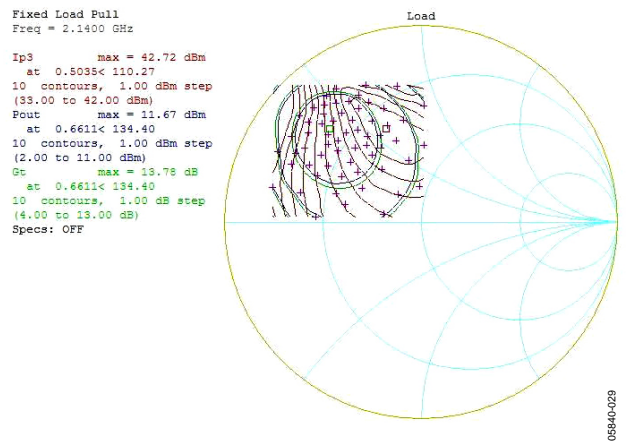 Fixed Load Pull
Freq = 2.1400 GHz
Load
Ip3 max = 42.72 dBm
at 0.5035< 110.27
10 contours, 1.00 dBm step
(33.00 to 42.00 dBm)
Pout max = 11.67 dBm
at 0.6611< 134.40
10 contours, 1.00 dBm step
(2.00 to 11.00 dBm)
Gt max = 13.78 dB
at 0.6611< 134.40
10 contours, 1.00 dB step
(4.00 to 13.00 dB)
Specs: OFF
05840-029